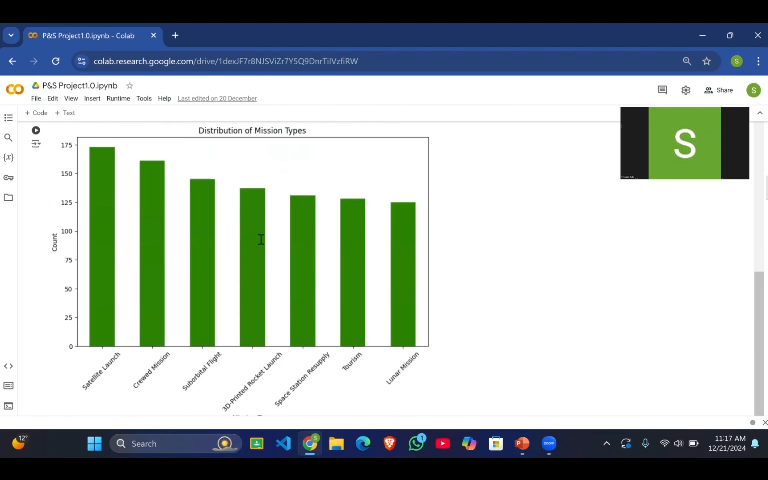 P&S Project1.0.ipynb - Colab
colab.research.google.com/drive/1dexJF7r8NJSViZr7YSQ9DnrTilVzfiRW
S
P&S Project1.0.ipynb
File Edit View Insert Runtime Tools Help Last edited on 20 December
Share
S
+ Code + Text
S
Distribution of Mission Types
175
150
125
100
75
50
25
0
Count
Satellite Launch
Crewed Mission
Suborbital Flight
3D-Printed Rocket Launch
Space Station Resupply
Tourism
Lunar Mission
12°
Search
11:17 AM
12/21/2024